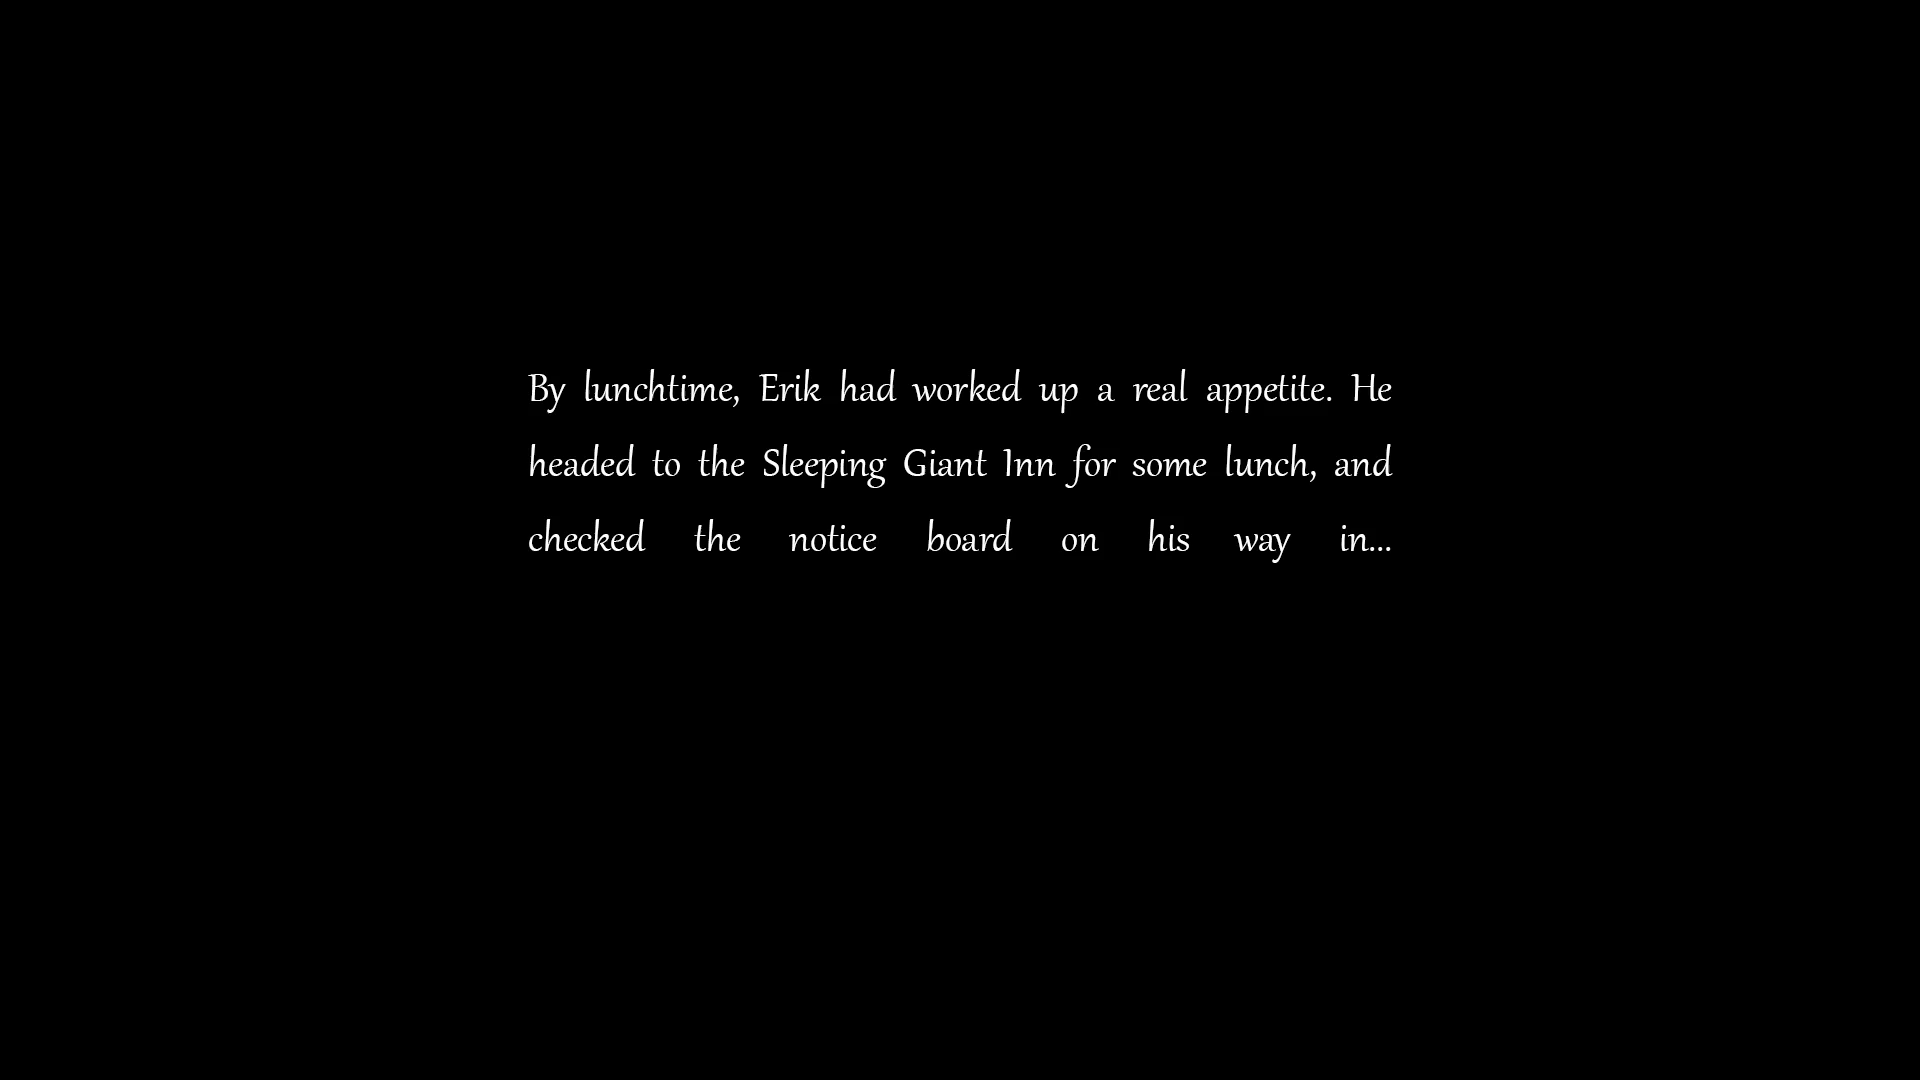 By lunchtime, Erik had worked up a real appetite. He
headed to the Sleeping Giant Inn for some lunch, and
checked the notice board on his way in...